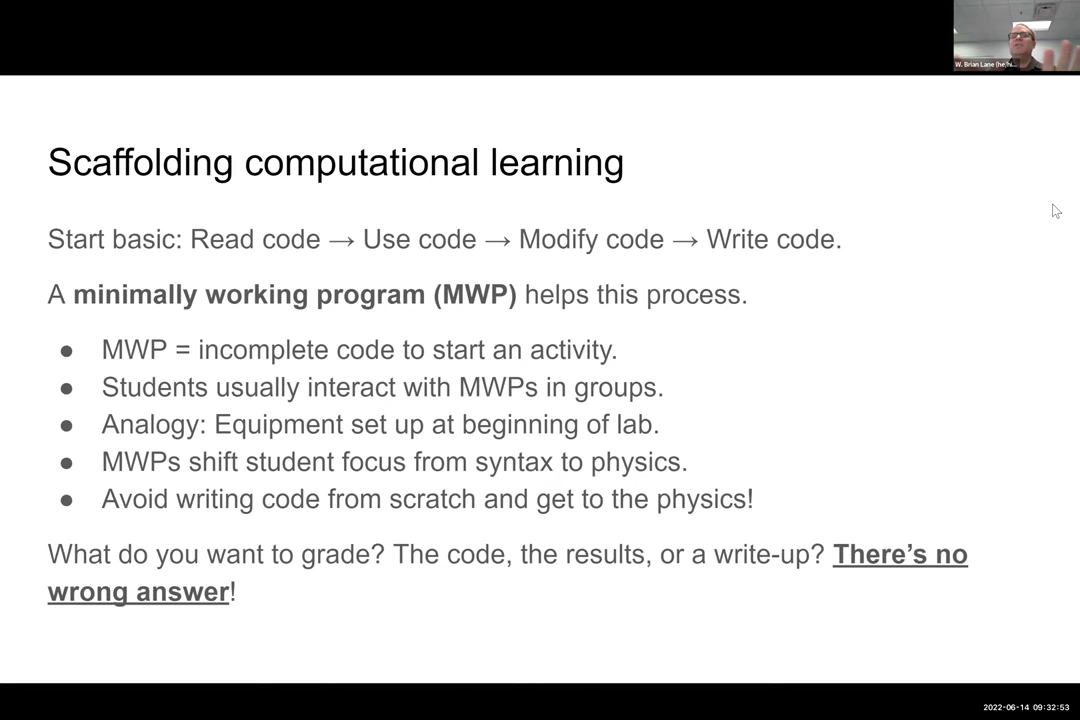 W. Brian Lane (he/hi...
Scaffolding computational learning
Start basic: Read code → Use code → Modify code → Write code.
A minimally working program (MWP) helps this process.
● MWP = incomplete code to start an activity.
● Students usually interact with MWPs in groups.
● Analogy: Equipment set up at beginning of lab.
● MWPs shift student focus from syntax to physics.
● Avoid writing code from scratch and get to the physics!
What do you want to grade? The code, the results, or a write-up? There’s no
wrong answer!
2022-06-14 09:32:53